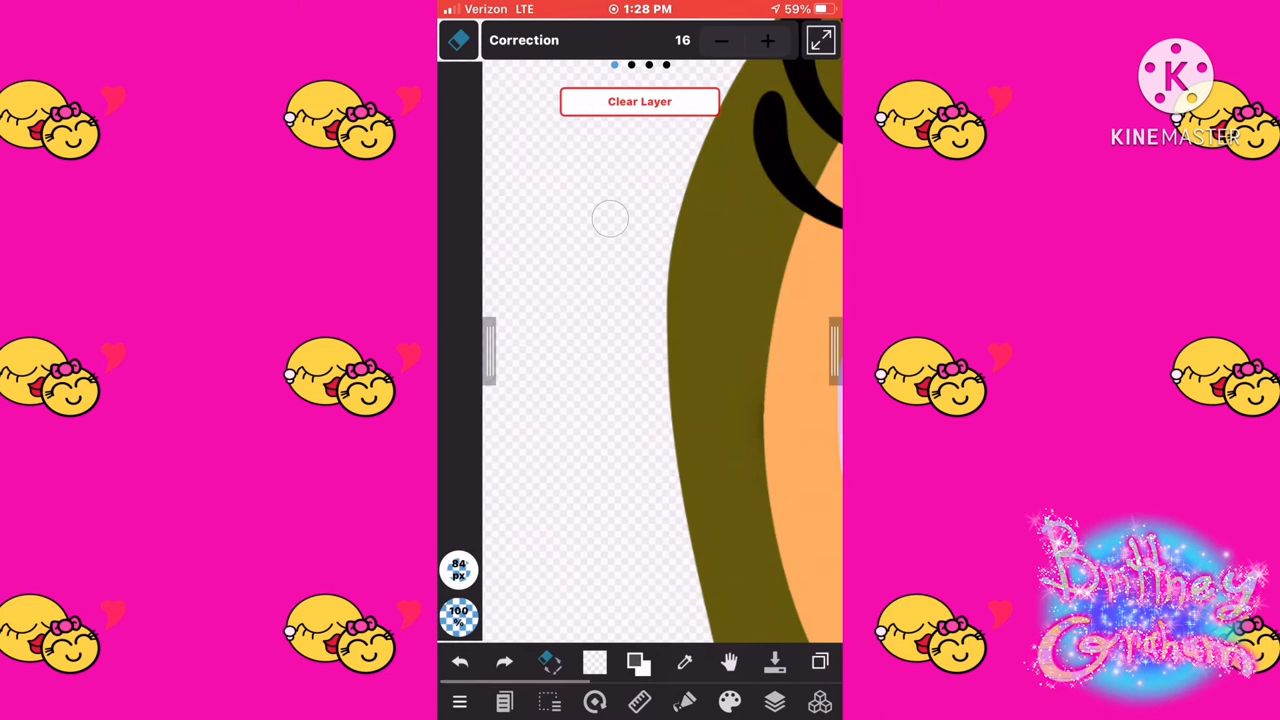 Verizon LTE 1:28 PM 59%
Correction 16
Clear Layer
K
KINEMASTER
84
px
100
%
Brittney
Graham